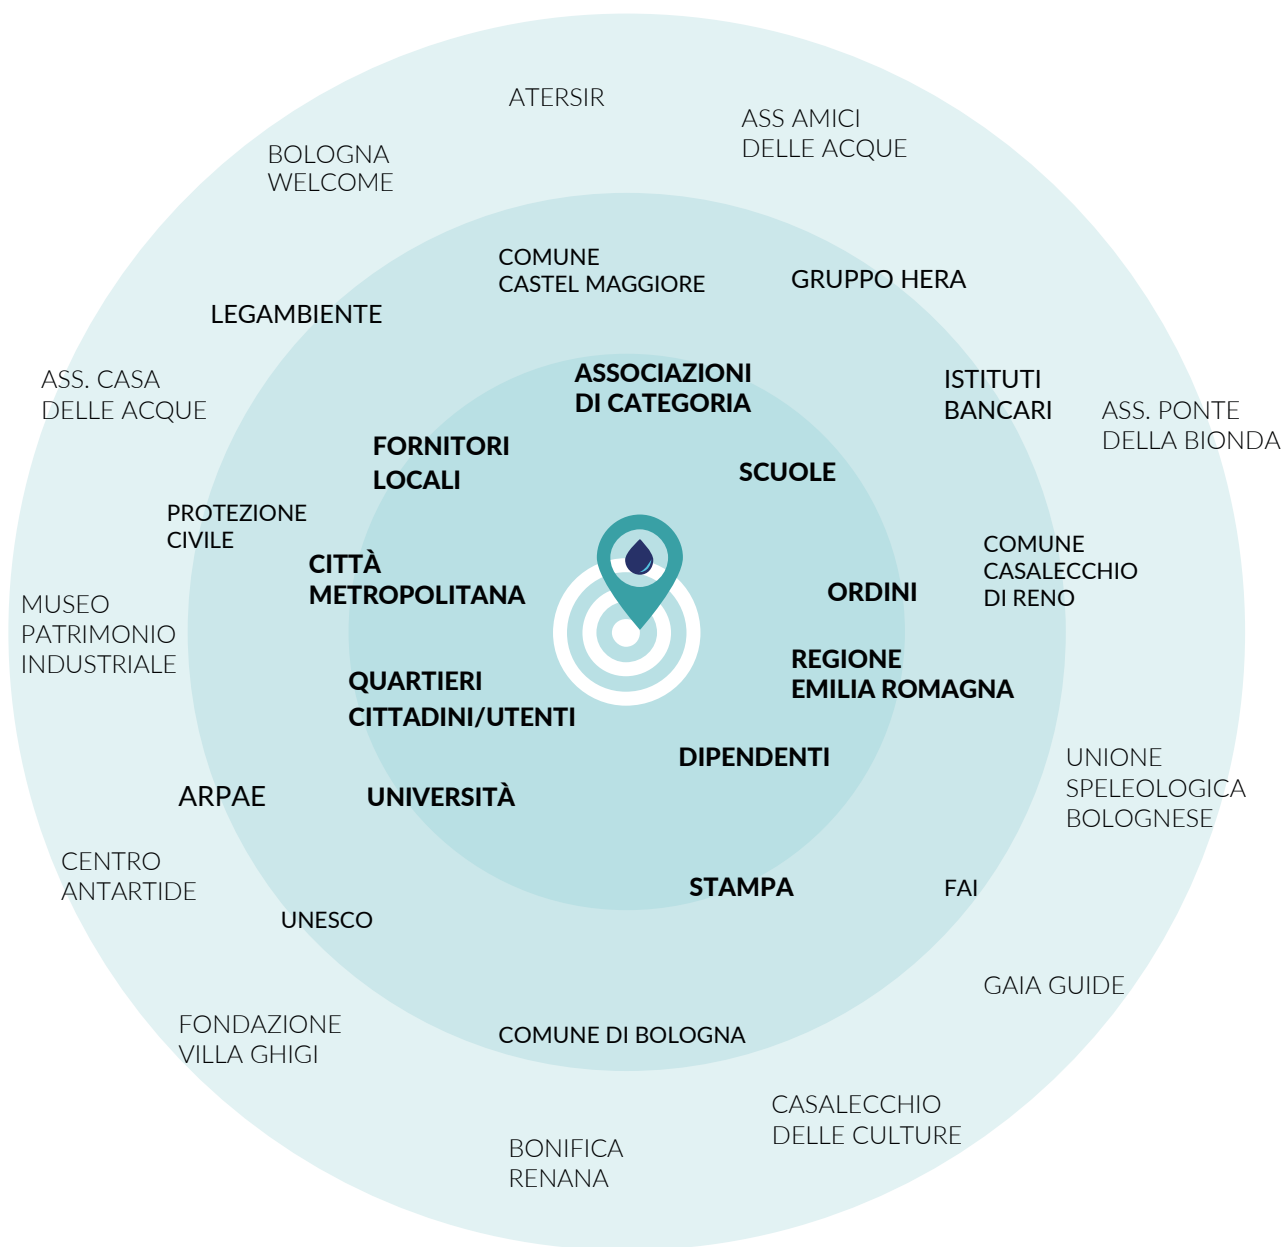 ATERSIR
ASS AMICI
DELLE ACQUE
BOLOGNA
WELCOME
COMUNE
CASTEL MAGGIORE
GRUPPO HERA
LEGAMBIENTE
ASSOCIAZIONI
DI CATEGORIA
ASS. CASA
DELLE ACQUE
ISTITUTI
BANCARI
ASS. PONTE
DELLA BIONDA
FORNITORI
LOCALI
SCUOLE
PROTEZIONE
CIVILE
CITTÀ
METROPOLITANA
COMUNE
CASALECCHIO
DI RENO
ORDINI
MUSEO
PATRIMONIO
INDUSTRIALE
REGIONE
EMILIA ROMAGNA
QUARTIERI
CITTADINI/UTENTI
DIPENDENTI
UNIONE
SPELEOLOGICA
BOLOGNESE
ARPAE
UNIVERSITÀ
CENTRO
ANTARTIDE
STAMPA
FAI
UNESCO
GAIA GUIDE
FONDAZIONE
VILLA GHIGI
COMUNE DI BOLOGNA
CASALECCHIO
DELLE CULTURE
BONIFICA
RENANA